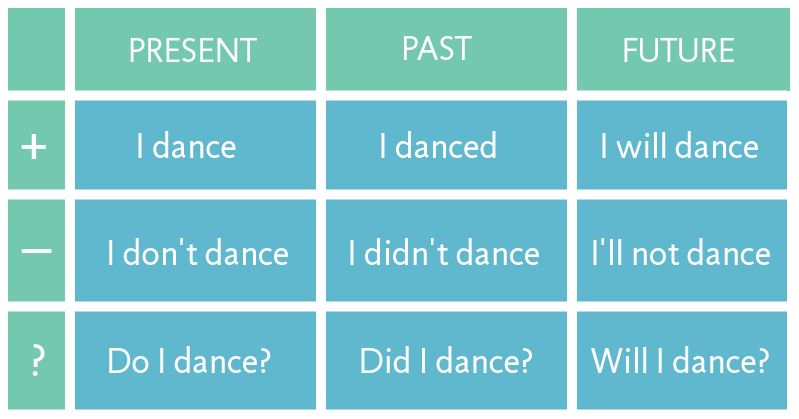 PRESENT PAST FUTURE
+ I dance I danced I will dance
– I don't dance I didn't dance I'll not dance
? Do I dance? Did I dance? Will I dance?